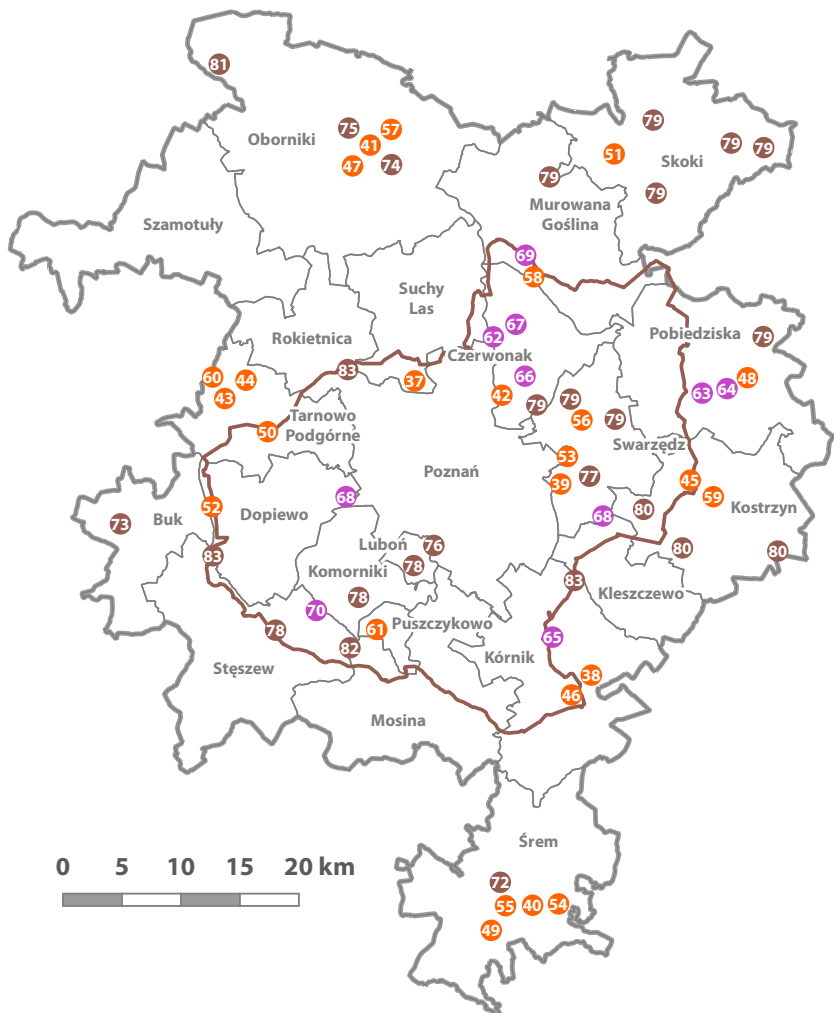 81
75
57
79
Oborniki
41
51
79
79
47
74
Skoki
79
79
Murowana
Goślina
Szamotuły
69
58
Suchy
Las
67
Rokietnica
62
Pobiedziska
79
Czerwonak
83
37
66
60
44
48
43
42
63
64
79
79
Tarnowo
Podgórne
56
79
50
Swarzędz
53
Poznań
77
45
39
68
59
52
80
Kostrzyn
Buk
Dopiewo
68
73
Luboń
76
83
80
80
78
Komorniki
83
Kleszczewo
78
70
Puszczykowo
78
61
65
82
Kórnik
Stęszew
38
46
Mosina
Śrem
0 5 10 15 20 km
72
55
40
54
49